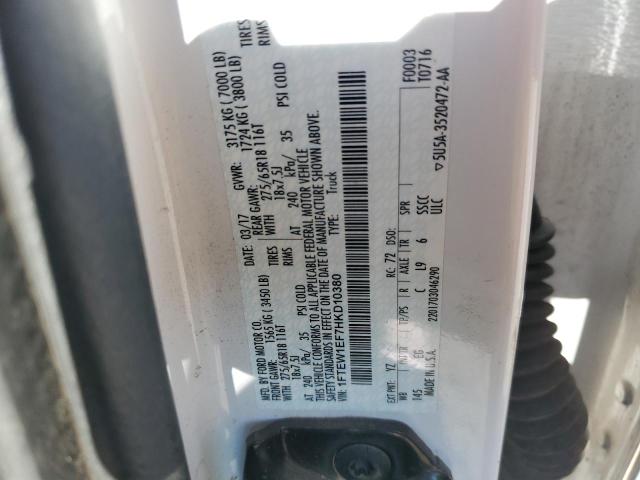 MFD. BY FORD MOTOR CO.
DATE: 03/17 GVWR: 3175 KG ( 7000 LB)
FRONT GAWR: 1565 KG ( 3450 LB) REAR GAWR: 1724 KG ( 3800 LB)
275/65R18 116T TIRES 275/65R18 116T TIRES
18x7.5J RIMS 18x7.5J RIMS
AT 240 kPa/ 35 PSI COLD AT 240 kPa/ 35 PSI COLD
THIS VEHICLE CONFORMS TO ALL APPLICABLE FEDERAL MOTOR VEHICLE
SAFETY STANDARDS IN EFFECT ON THE DATE OF MANUFACTURE SHOWN ABOVE.
VIN: 1FTEW1EF7HKD10380 TYPE: Truck
F0003
T0716
EXT PNT: YZ RC: 72 DSO:
WB INT TR TP/PS R AXLE TR SPR
145 EG C L9 6 SSCC
MADE IN U.S.A. 2201703046290 UILC
▽5U5A-3520472-AA